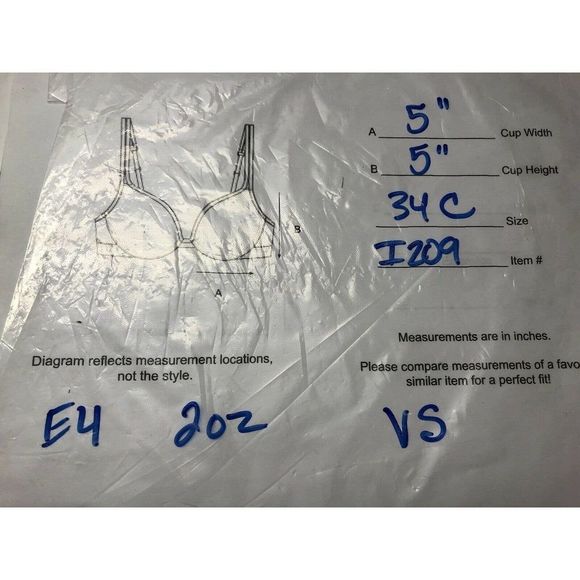 A 5" Cup Width
B 5" Cup Height
34C Size
I209 Item #
B
A
Measurements are in inches.
Diagram reflects measurement locations,
not the style.
Please compare measurements of a favo
similar item for a perfect fit!
E4 2oz VS